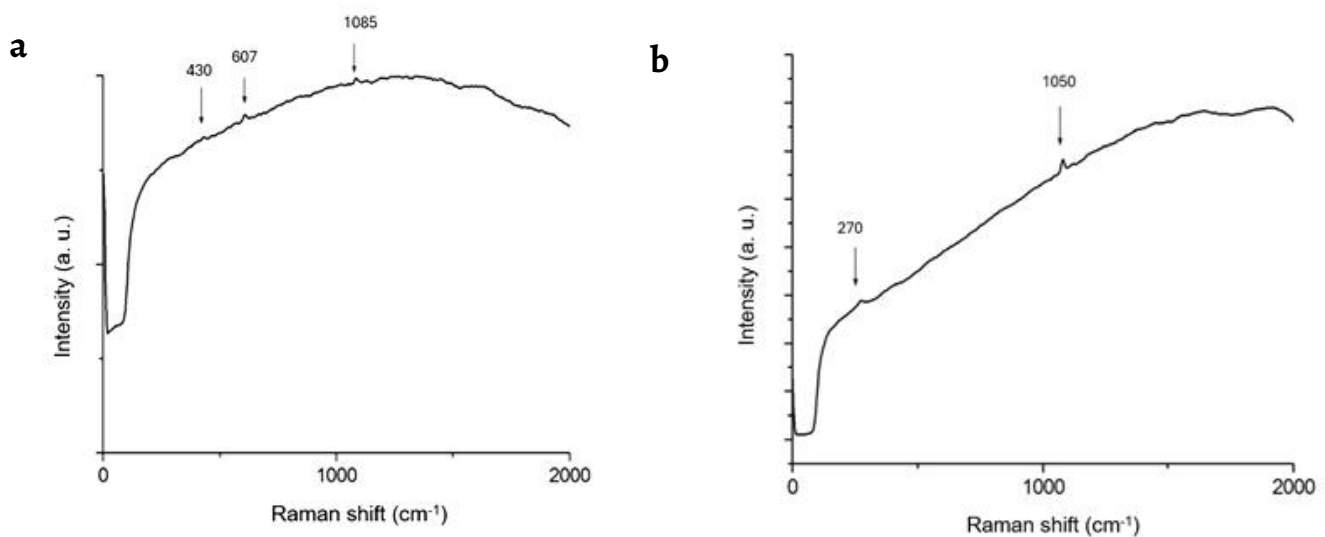 a
430
607
1085
Intensity (a. u.)
0
1000
2000
Raman shift (cm⁻¹)
b
270
1050
Intensity (a. u.)
0
1000
2000
Raman shift (cm⁻¹)